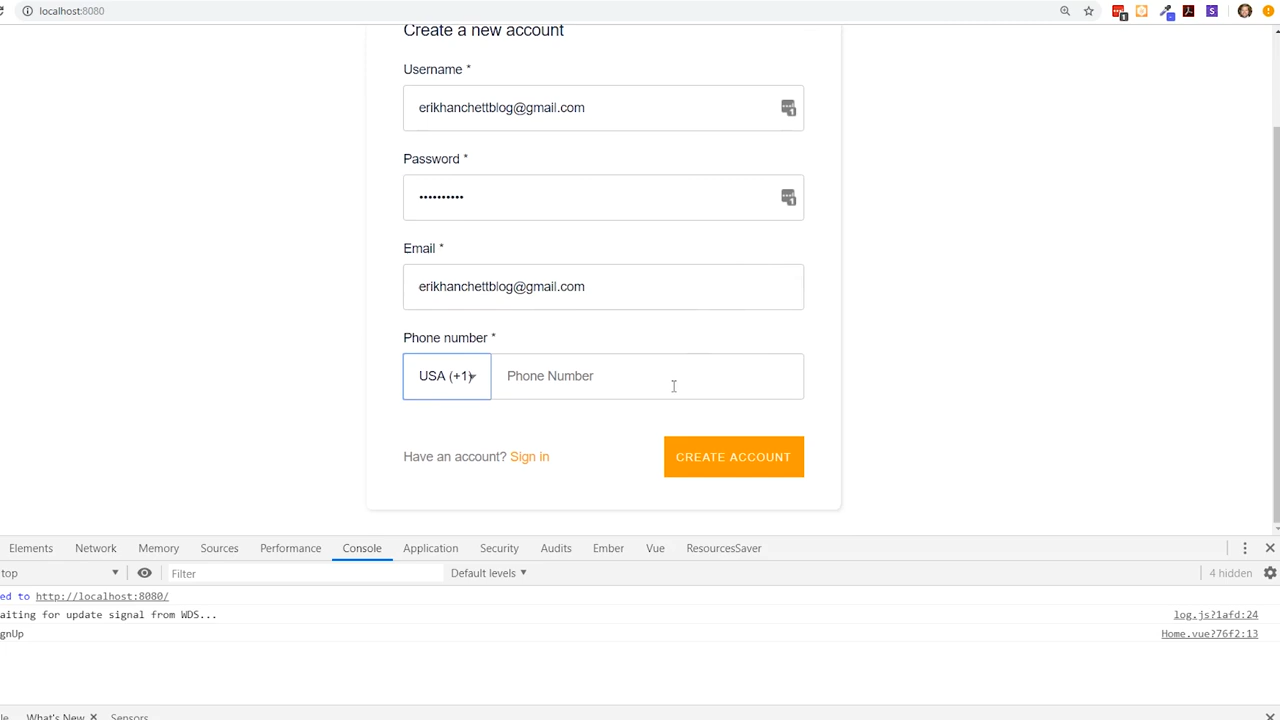 localhost:8080
Create a new account
Username *
erikhanchettblog@gmail.com
Password *
••••••••••
Email *
erikhanchettblog@gmail.com
Phone number *
USA (+1) Phone Number
Have an account? Sign in CREATE ACCOUNT
Elements Network Memory Sources Performance Console Application Security Audits Ember Vue ResourcesSaver
top Filter Default levels 4 hidden
ed to http://localhost:8080/
aiting for update signal from WDS... log.js?1afd:24
gnUp Home.vue?76f2:13
le What's New Sensors